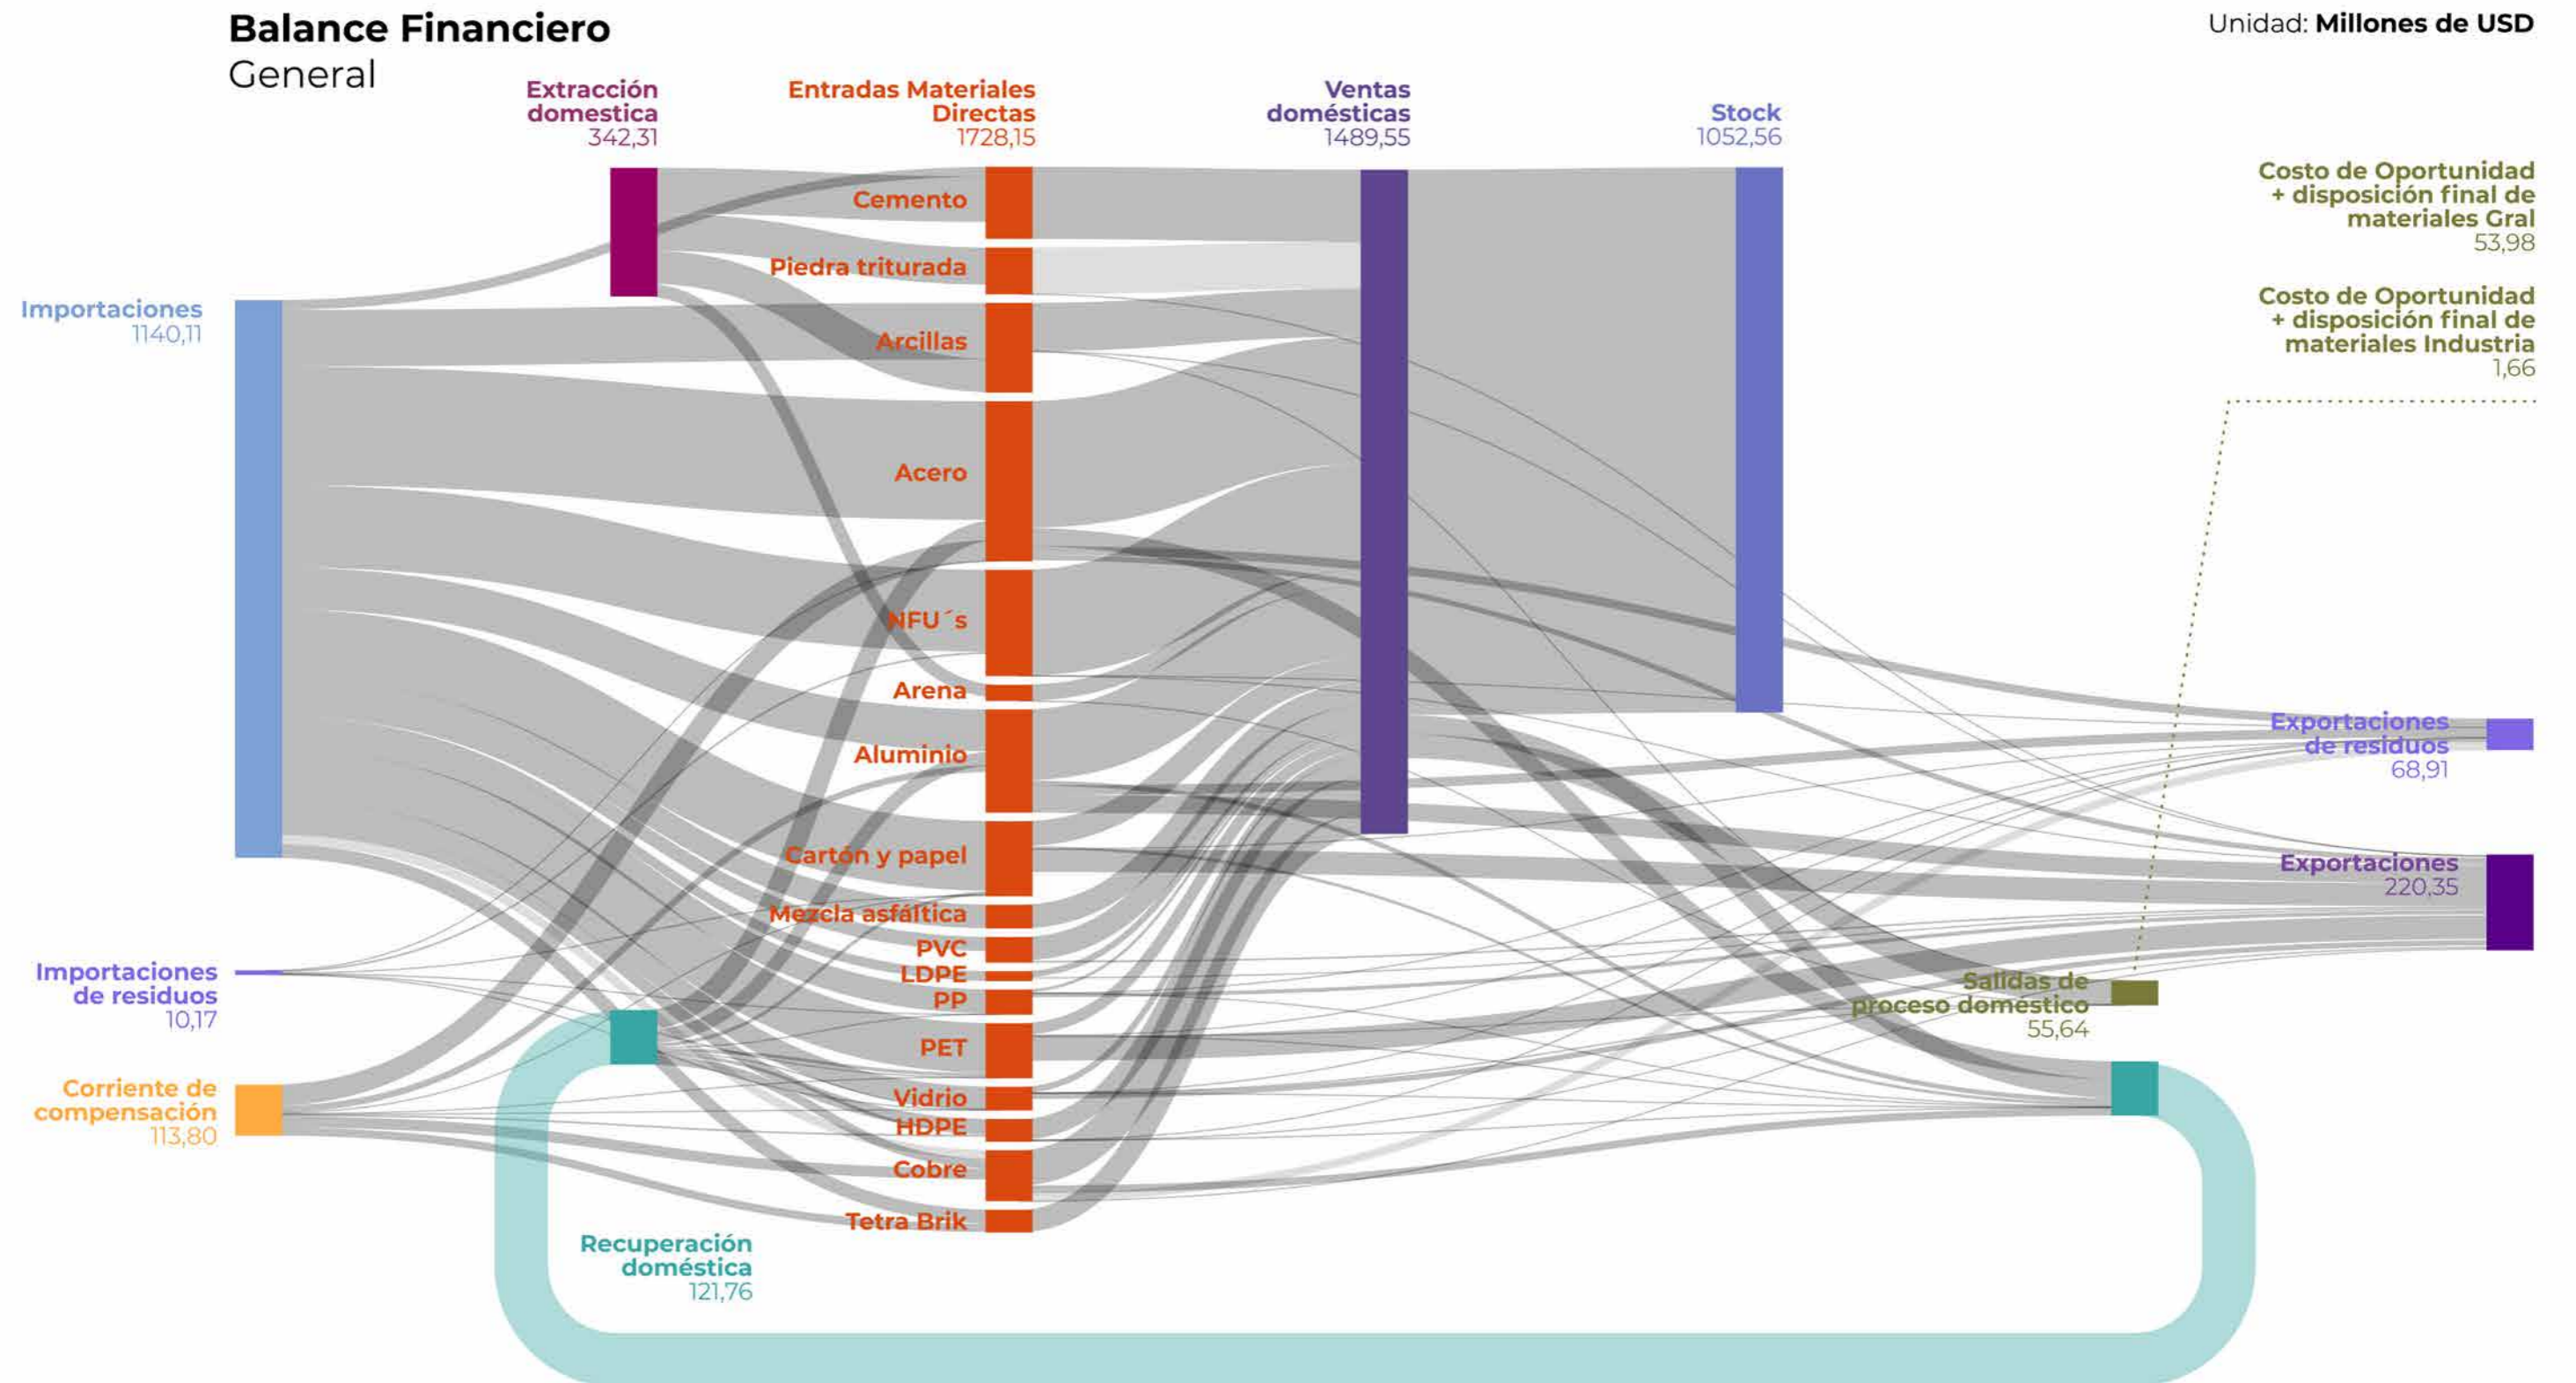 Balance Financiero
General
Unidad: Millones de USD
Extracción
domestica
342,31
Entradas Materiales
Directas
1728,15
Ventas
domésticas
1489,55
Stock
1052,56
Costo de Oportunidad
+ disposición final de
materiales Gral
53,98
Costo de Oportunidad
+ disposición final de
materiales Industria
1,66
Importaciones
1140,11
Importaciones
de residuos
10,17
Corriente de
compensación
113,80
Cemento
Piedra triturada
Arcillas
Acero
NFU´s
Arena
Aluminio
Cartón y papel
Mezcla asfáltica
PVC
LDPE
PP
PET
Vidrio
HDPE
Cobre
Tetra Brik
Recuperación
doméstica
121,76
Exportaciones
de residuos
68,91
Exportaciones
220,35
Salidas de
proceso doméstico
55,64